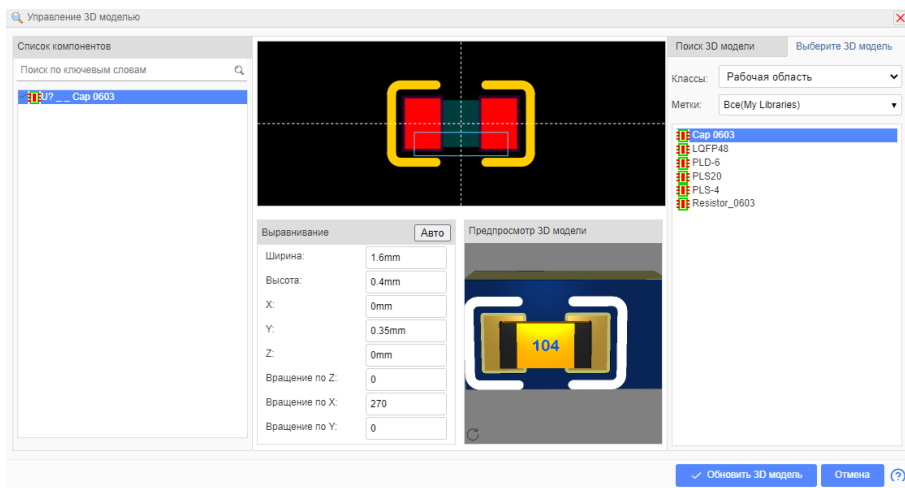 Управление 3D моделью
Список компонентов
Поиск по ключевым словам
U? _ _ Cap 0603
Выравнивание
Авто
Ширина: 1.6mm
Высота: 0.4mm
X: 0mm
Y: 0.35mm
Z: 0mm
Вращение по Z: 0
Вращение по X: 270
Вращение по Y: 0
Предпросмотр 3D модели
104
Поиск 3D модели
Выберите 3D модель
Классы: Рабочая область
Метки: Все(My Libraries)
Cap 0603
LQFP48
PLD-6
PLS20
PLS-4
Resistor_0603
Обновить 3D модель
Отмена
?